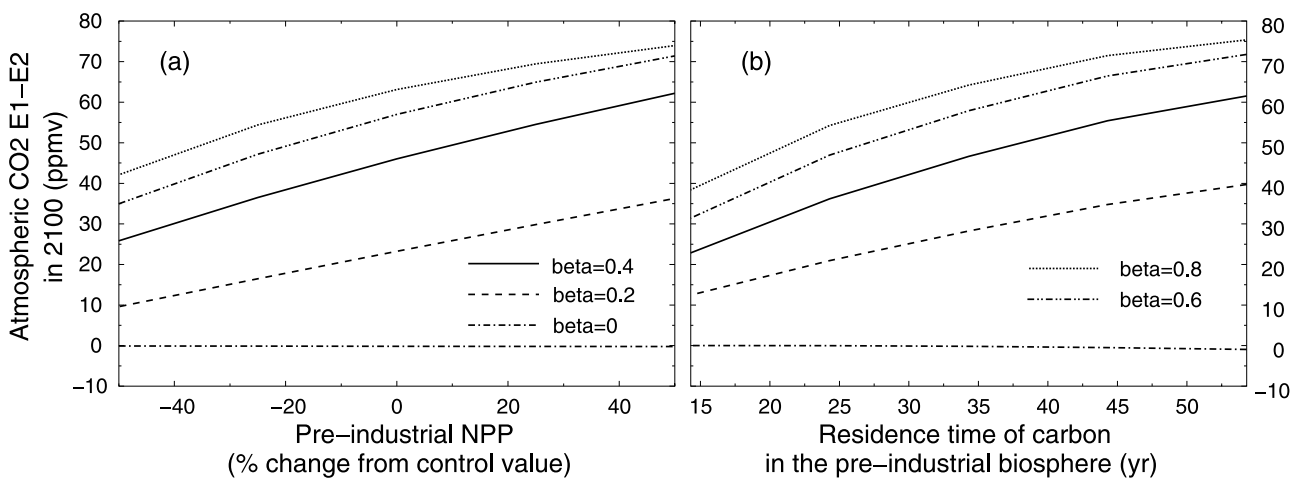 Atmospheric CO2 E1−E2
in 2100 (ppmv)
80
70
60
50
40
30
20
10
0
−10
(a)
beta=0.4
beta=0.2
beta=0
−40
−20
0
20
40
Pre−industrial NPP
(% change from control value)
(b)
beta=0.8
beta=0.6
15
20
25
30
35
40
45
50
Residence time of carbon
in the pre−industrial biosphere (yr)
80
70
60
50
40
30
20
10
0
−10